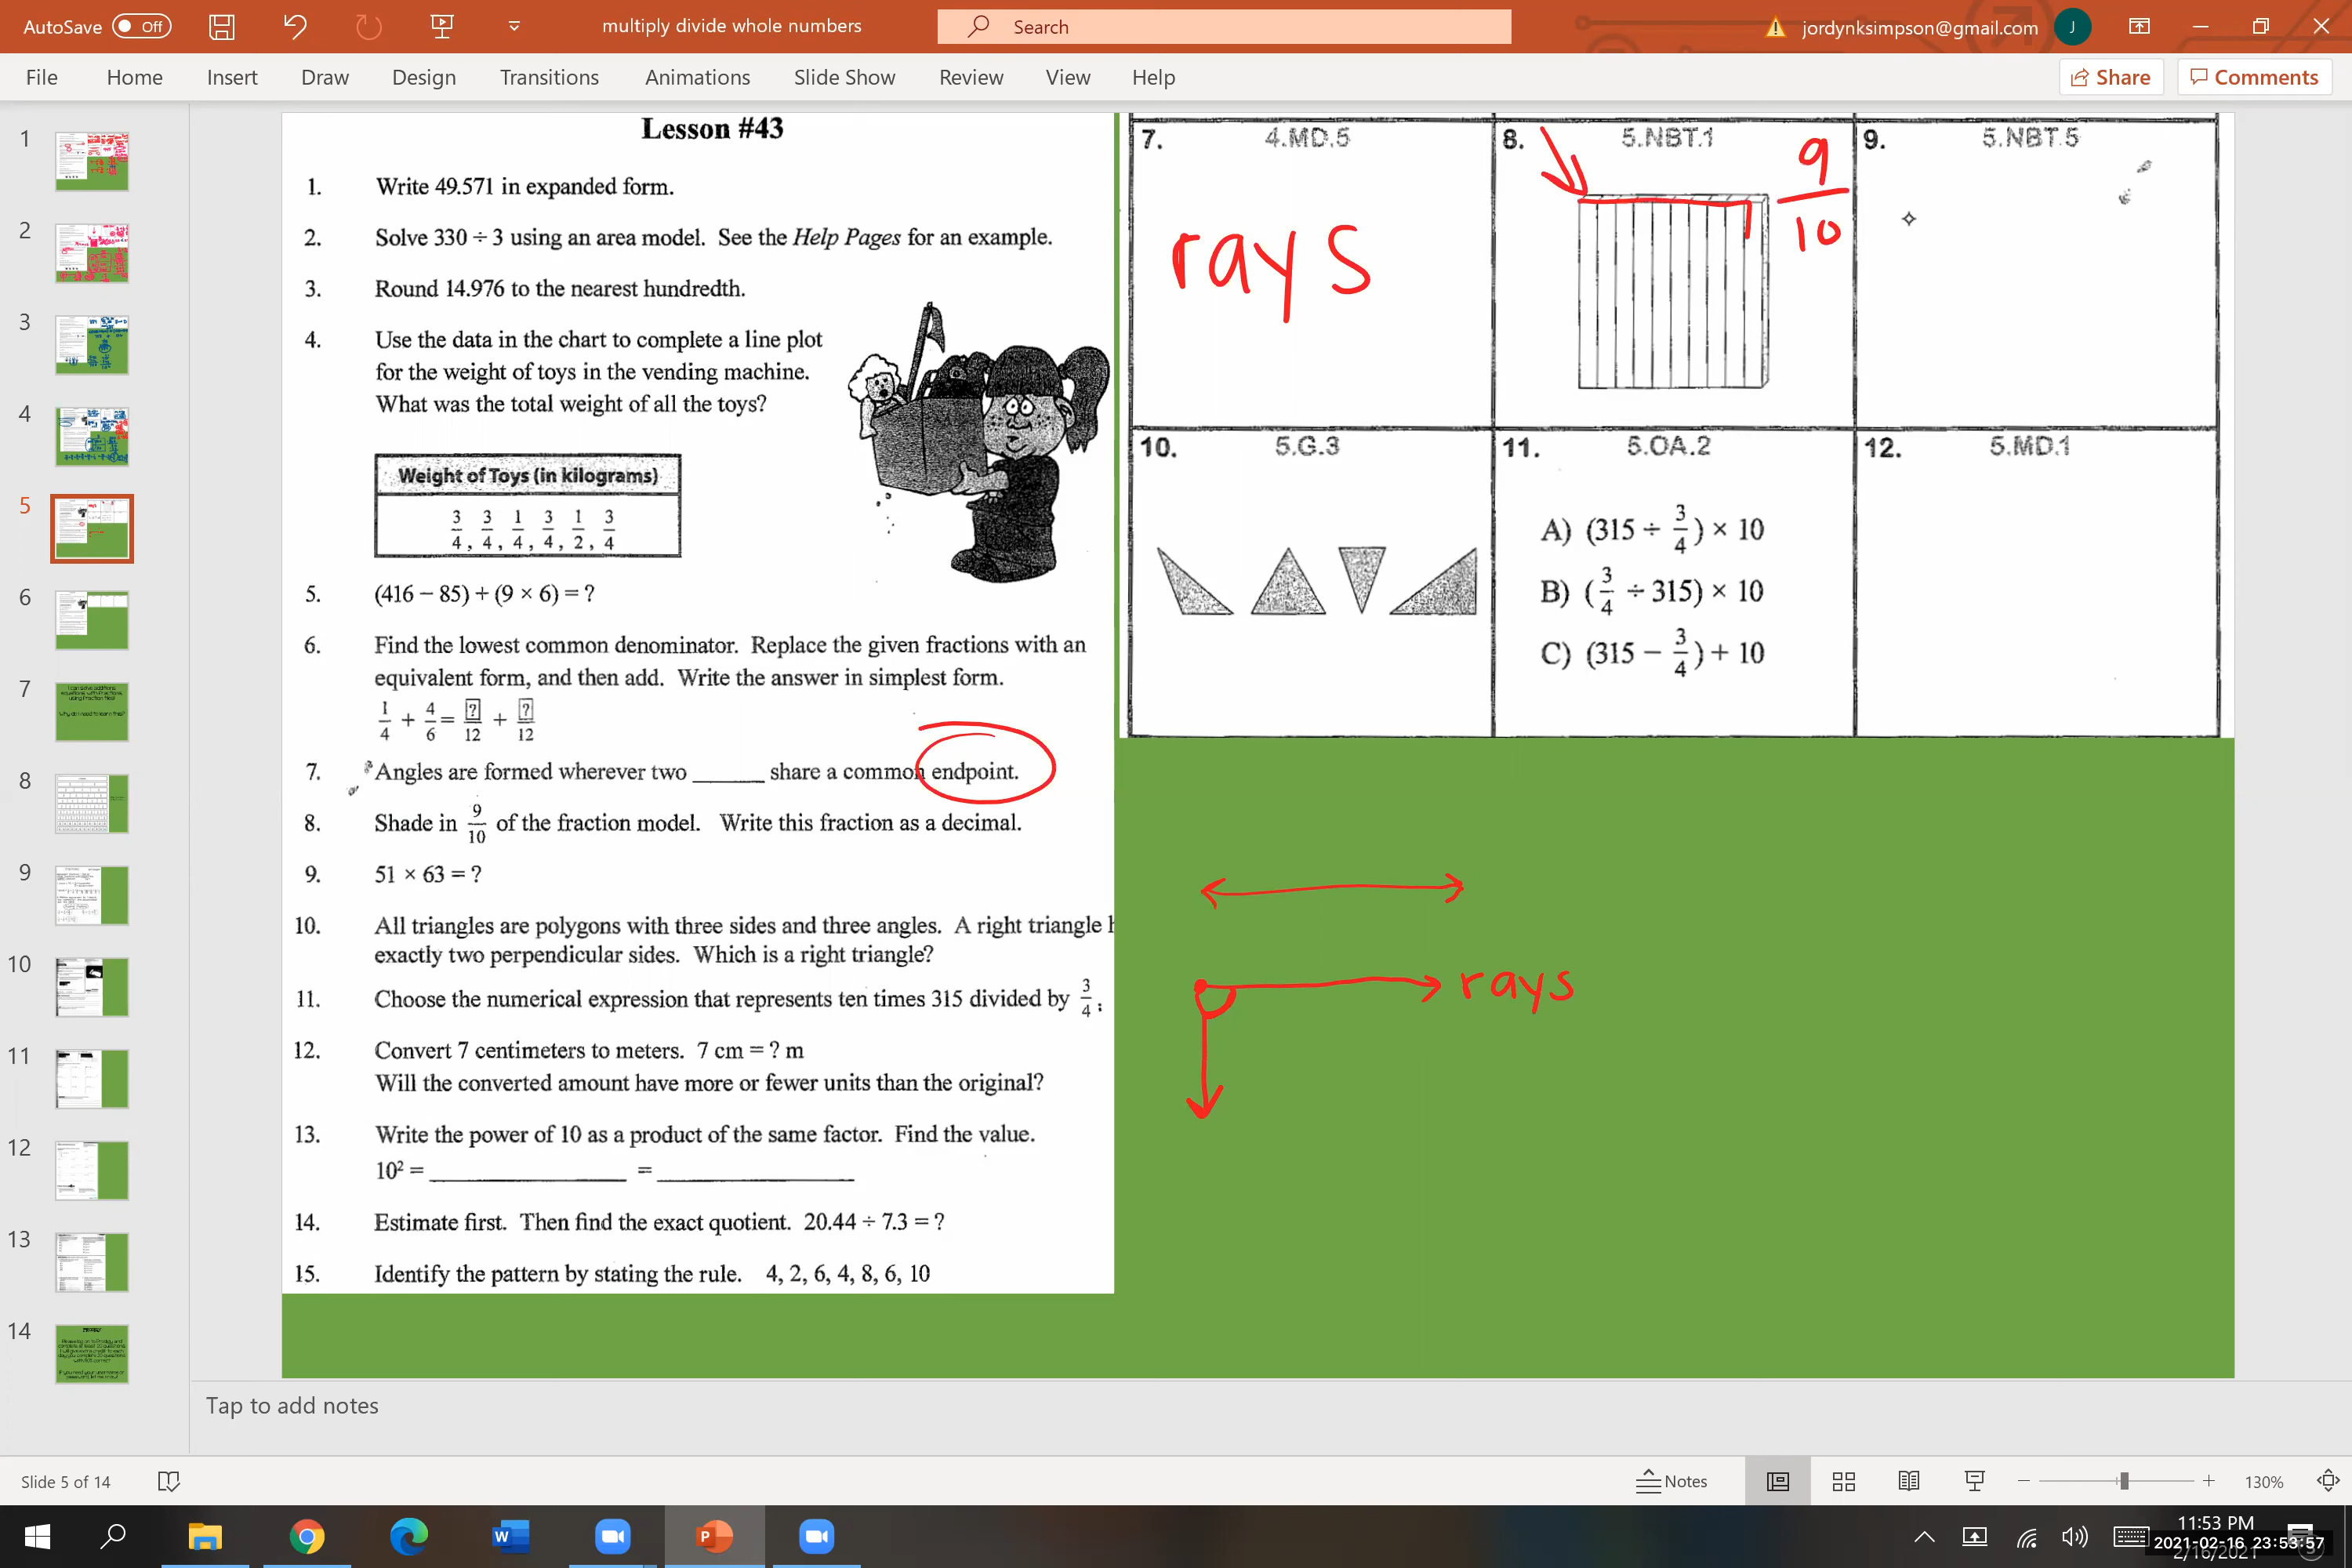 AutoSave Off
multiply divide whole numbers
Search
jordynksimpson@gmail.com
J
File Home Insert Draw Design Transitions Animations Slide Show Review View Help
Share Comments
1
2
3
4
5
6
7
8
9
10
11
12
13
14
Lesson #43
1. Write 49.571 in expanded form.
2. Solve 330 ÷ 3 using an area model. See the Help Pages for an example.
3. Round 14.976 to the nearest hundredth.
4. Use the data in the chart to complete a line plot
for the weight of toys in the vending machine.
What was the total weight of all the toys?
Weight of Toys (in kilograms)
3/4, 3/4, 1/4, 3/4, 1/2, 3/4
5. (416 − 85) + (9 × 6) = ?
6. Find the lowest common denominator. Replace the given fractions with an
equivalent form, and then add. Write the answer in simplest form.
1/4 + 4/6 = ?/12 + ?/12
7. Angles are formed wherever two ______ share a common endpoint.
8. Shade in 9/10 of the fraction model. Write this fraction as a decimal.
9. 51 × 63 = ?
10. All triangles are polygons with three sides and three angles. A right triangle
exactly two perpendicular sides. Which is a right triangle?
11. Choose the numerical expression that represents ten times 315 divided by 3/4
12. Convert 7 centimeters to meters. 7 cm = ? m
Will the converted amount have more or fewer units than the original?
13. Write the power of 10 as a product of the same factor. Find the value.
10² = ______________ = ______________
14. Estimate first. Then find the exact quotient. 20.44 ÷ 7.3 = ?
15. Identify the pattern by stating the rule. 4, 2, 6, 4, 8, 6, 10
7. 4.MD.5
rays
8. 5.NBT.1
9/10
9. 5.NBT.5
10. 5.G.3
11. 5.OA.2
A) (315 ÷ 3/4) × 10
B) (3/4 ÷ 315) × 10
C) (315 − 3/4) + 10
12. 5.MD.1
rays
Tap to add notes
Slide 5 of 14
Notes
130%
11:53 PM
2021-02-16 23:53:57